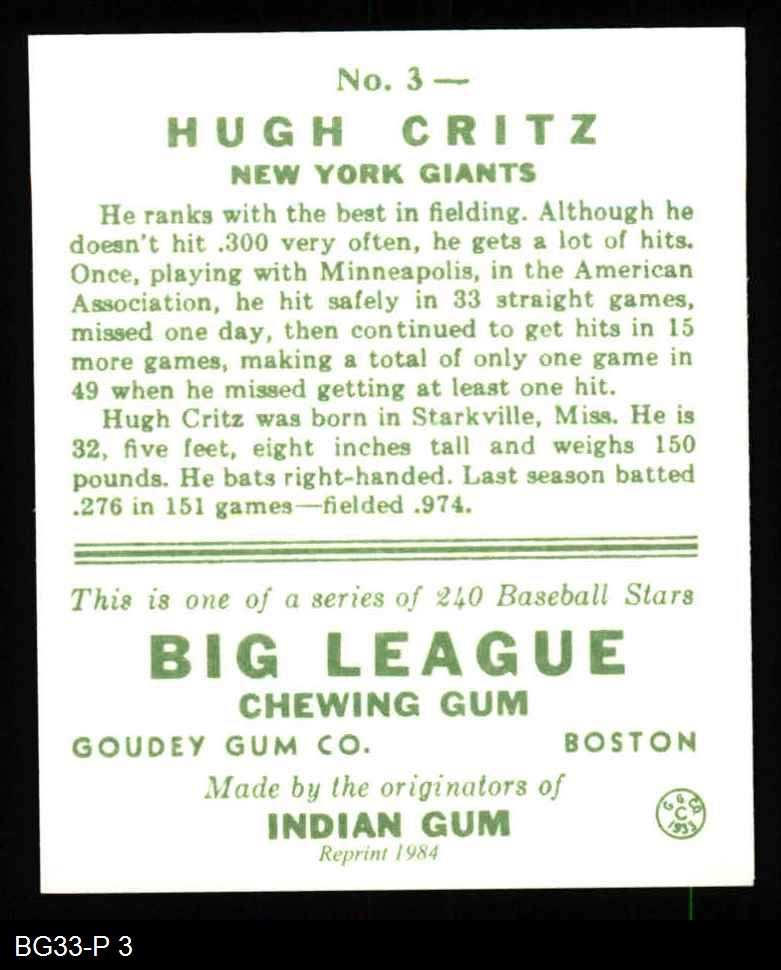 No. 3 —
HUGH CRITZ
NEW YORK GIANTS
He ranks with the best in fielding. Although he
doesn't hit .300 very often, he gets a lot of hits.
Once, playing with Minneapolis, in the American
Association, he hit safely in 33 straight games,
missed one day, then continued to get hits in 15
more games, making a total of only one game in
49 when he missed getting at least one hit.
Hugh Critz was born in Starkville, Miss. He is
32, five feet, eight inches tall and weighs 150
pounds. He bats right-handed. Last season batted
.276 in 151 games—fielded .974.
This is one of a series of 240 Baseball Stars
BIG LEAGUE
CHEWING GUM
GOUDEY GUM CO. BOSTON
Made by the originators of
INDIAN GUM
G G CO
C
1933
Reprint 1984
BG33-P 3